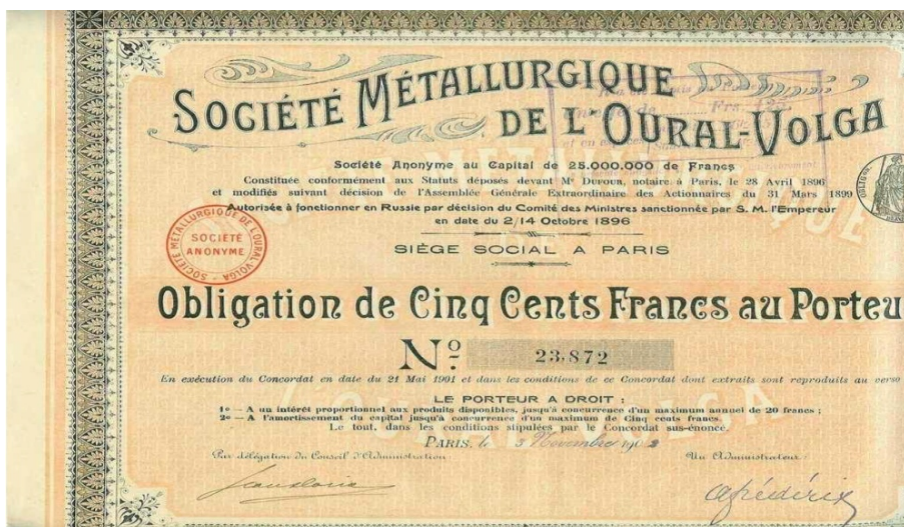 SOCIÉTÉ MÉTALLURGIQUE
DE L'OURAL-VOLGA
Société Anonyme au Capital de 25.000.000 de Francs
Constituée conformément aux Statuts déposés devant Me DUFOUR, notaire à Paris, le 28 Avril 1896
et modifiés suivant décision de l'Assemblée Générale Extraordinaire des Actionnaires du 31 Mars 1899
Autorisée à fonctionner en Russie par décision du Comité des Ministres sanctionnée par S. M. l'Empereur
en date du 2/14 Octobre 1896
SOCIÉTÉ MÉTALLURGIQUE DE L'OURAL-VOLGA
SOCIÉTÉ
ANONYME
SIÈGE SOCIAL A PARIS
Obligation de Cinq Cents Francs au Porteu
No 23,872
En exécution du Concordat en date du 21 Mai 1901 et dans les conditions de ce Concordat dont extraits sont reproduits au verso
LE PORTEUR A DROIT :
1o — A un intérêt proportionnel aux produits disponibles, jusqu'à concurrence d'un maximum annuel de 20 francs ;
2o — A l'amortissement du capital jusqu'à concurrence d'un maximum de Cinq cents francs.
Le tout, dans les conditions stipulées par le Concordat sus-énoncé.
PARIS, le 3 Novembre 1902
Par délégation du Conseil d'Administration
Un Administrateur